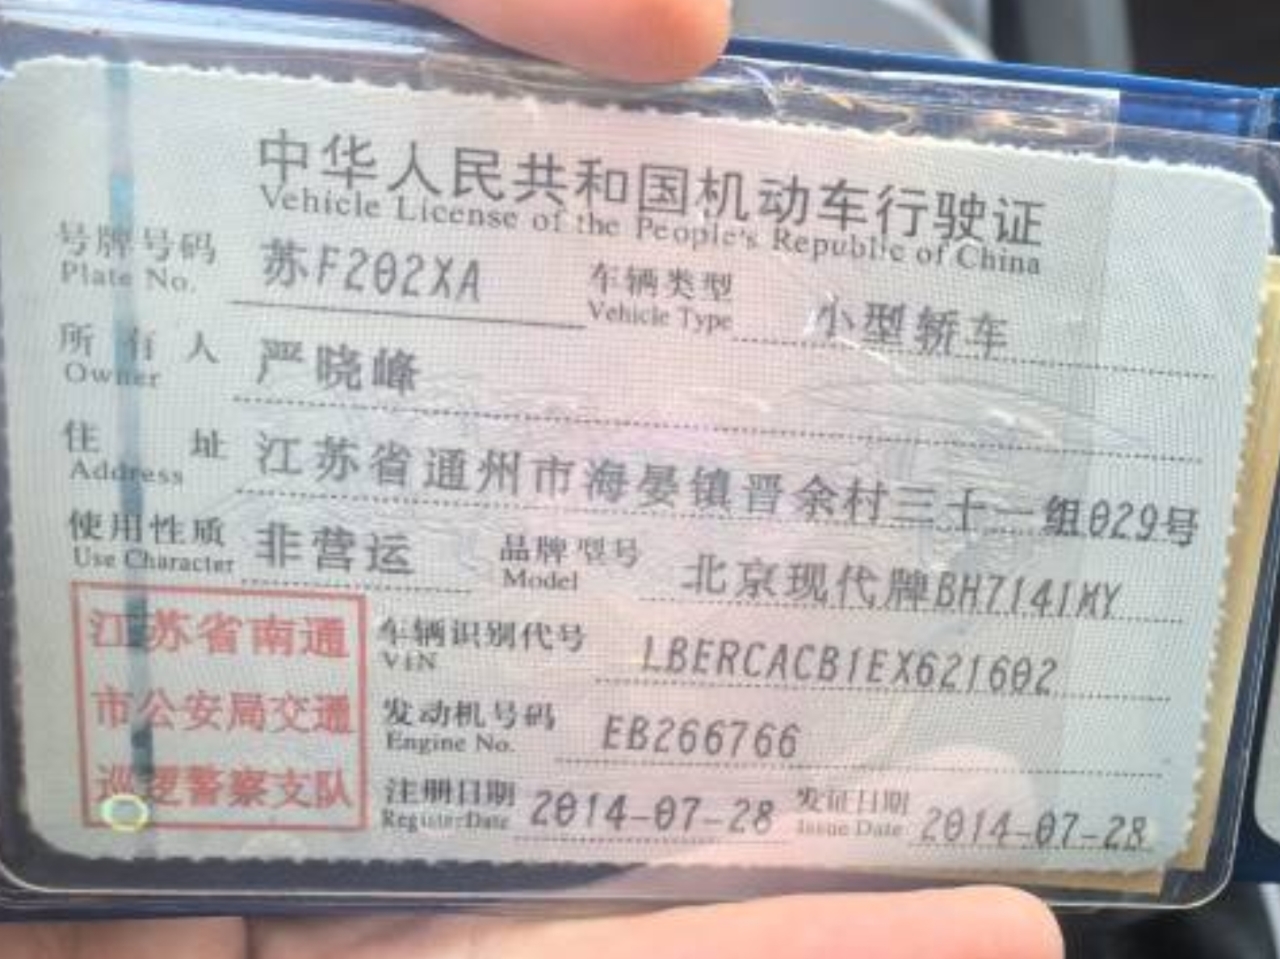 中华人民共和国机动车行驶证
Vehicle License of the People's Republic of China
号牌号码 苏F202XA 车辆类型 小型轿车
Plate No. Vehicle Type
所有人 严晓峰
Owner
住址 江苏省通州市海晏镇晋余村三十一组029号
Address
使用性质 非营运 品牌型号 北京现代牌BH7141MY
Use Character Model
江苏省南通
市公安局交通
巡逻警察支队
车辆识别代号 LBERCACB1EX621602
VIN
发动机号码 EB266766
Engine No.
注册日期 2014-07-28 发证日期 2014-07-28
Register Date Issue Date